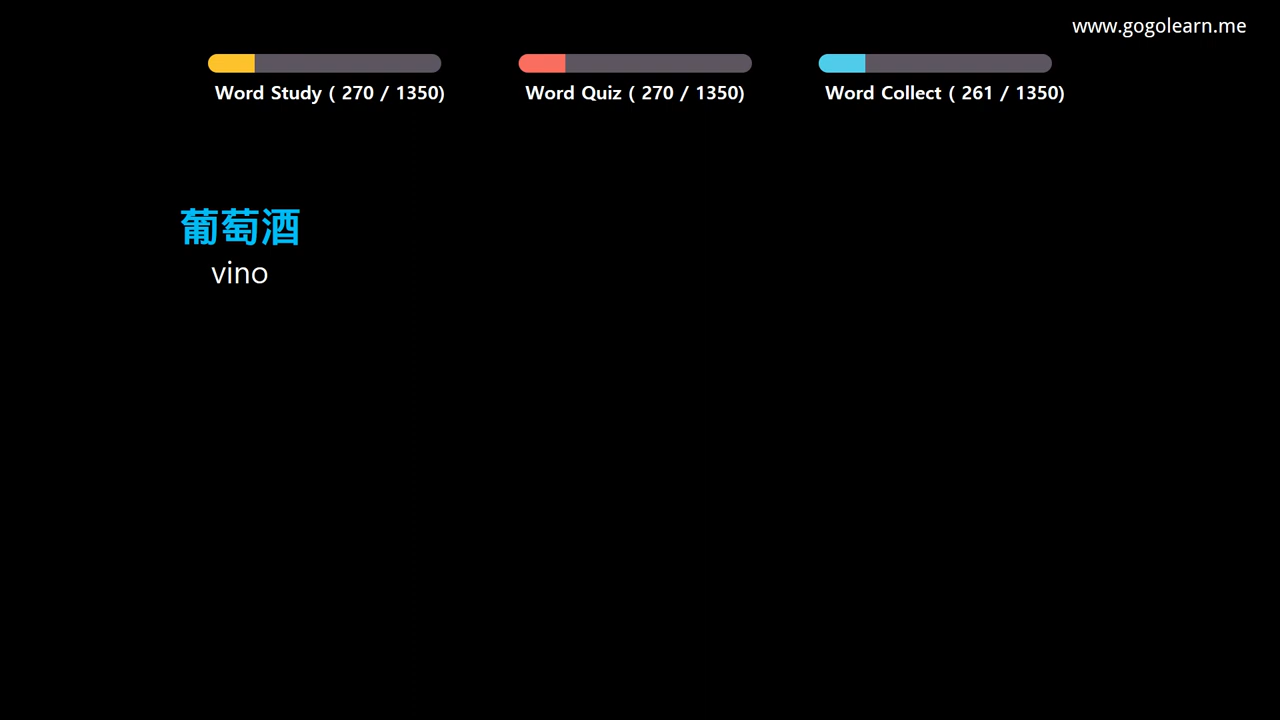 www.gogolearn.me
Word Study ( 270 / 1350)
Word Quiz ( 270 / 1350)
Word Collect ( 261 / 1350)
葡萄酒
vino